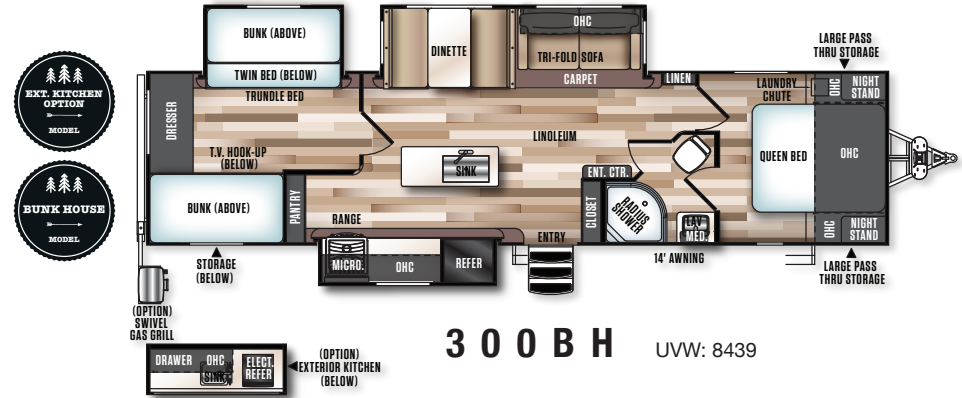 EXT. KITCHEN
OPTION
MODEL
BUNK HOUSE
MODEL
BUNK (ABOVE)
TWIN BED (BELOW)
TRUNDLE BED
DRESSER
T.V. HOOK-UP
(BELOW)
BUNK (ABOVE)
PANTRY
STORAGE
(BELOW)
(OPTION)
SWIVEL
GAS GRILL
DINETTE
OHC
TRI-FOLD SOFA
CARPET
LINEN
LINOLEUM
SINK
ENT. CTR.
CLOSET
RADIUS
SHOWER
LAV.
MED.
RANGE
MICRO.
OHC
REFER
ENTRY
14' AWNING
LAUNDRY
CHUTE
LARGE PASS
THRU STORAGE
OHC
NIGHT
STAND
QUEEN BED
OHC
OHC
NIGHT
STAND
LARGE PASS
THRU STORAGE
DRAWER
OHC
SINK
ELECT.
REFER
(OPTION)
EXTERIOR KITCHEN
(BELOW)
300BH
UVW: 8439